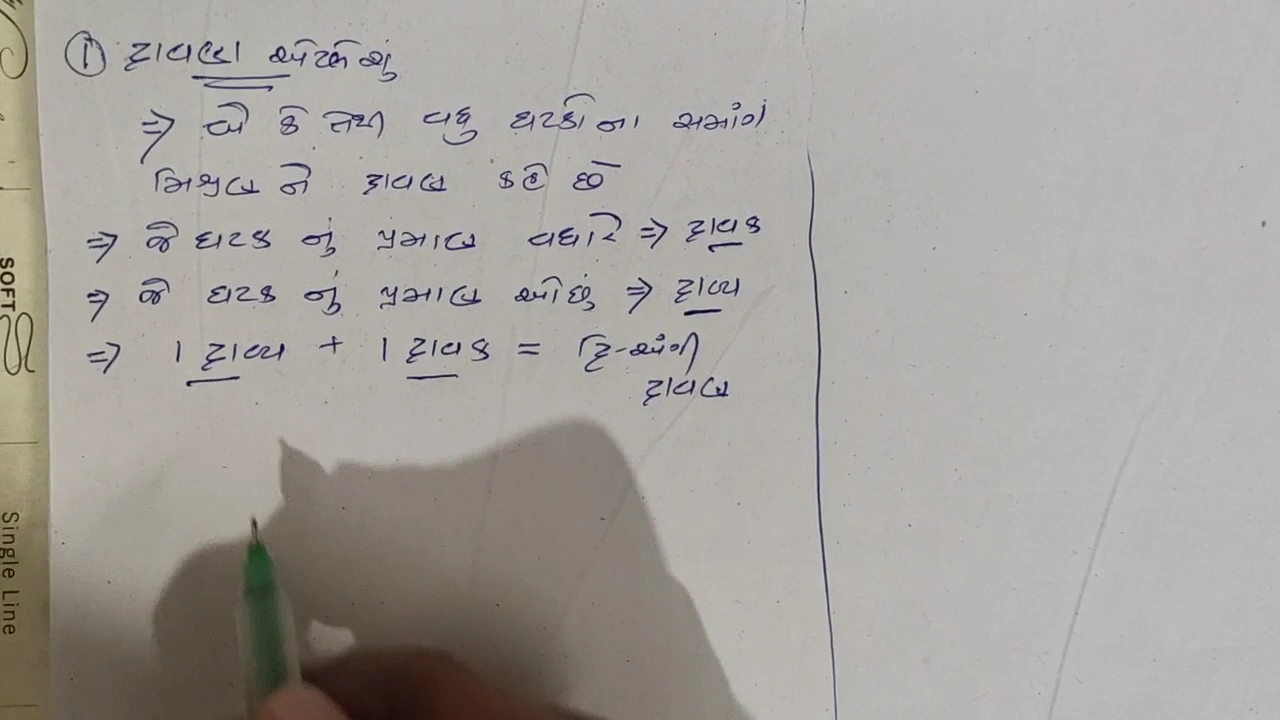 ① દ્રાવણ એટલે શું
⇒ બે કે તેથી વધુ ઘટકોના સમાંગ
મિશ્રણ ને દ્રાવણ કહે છે
⇒ જે ઘટક નું પ્રમાણ વધારે ⇒ દ્રાવક
⇒ જે ઘટક નું પ્રમાણ ઓછું ⇒ દ્રાવ્ય
⇒ 1 દ્રાવ્ય + 1 દ્રાવક = દ્વિ-અંગી
દ્રાવણ
SOFT
Single Line